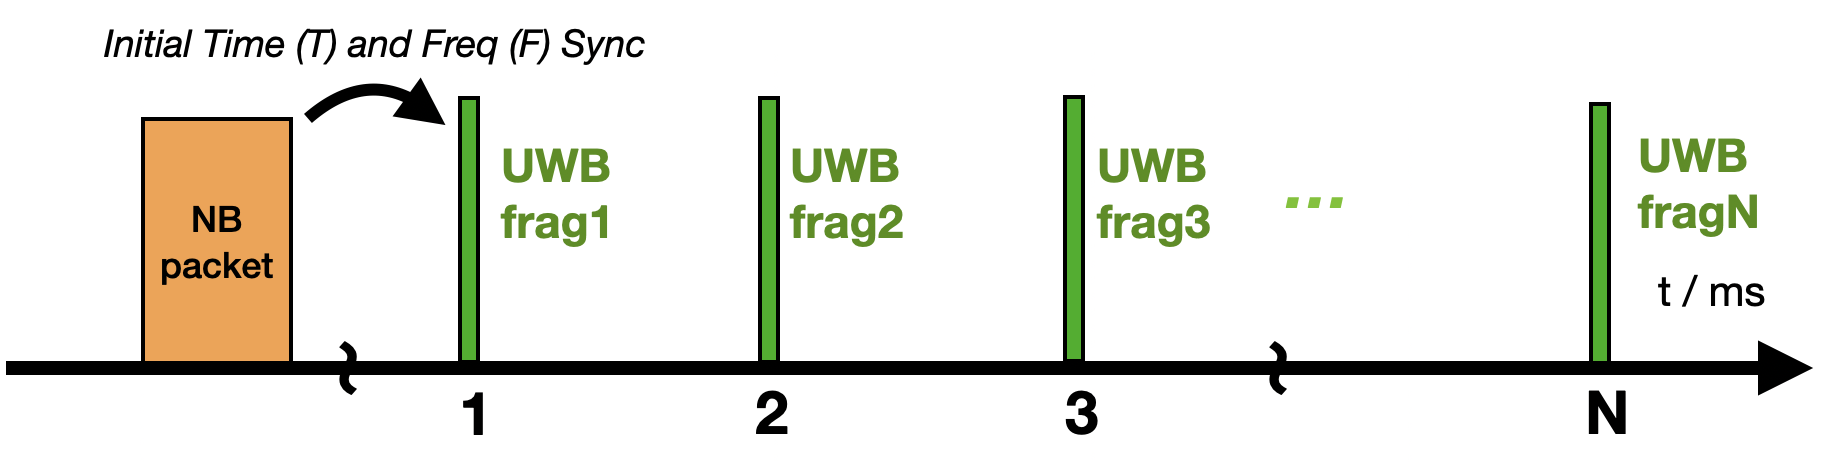 Initial Time (T) and Freq (F) Sync
NB
packet
UWB
frag1
UWB
frag2
UWB
frag3
...
UWB
fragN
t / ms
1
2
3
N